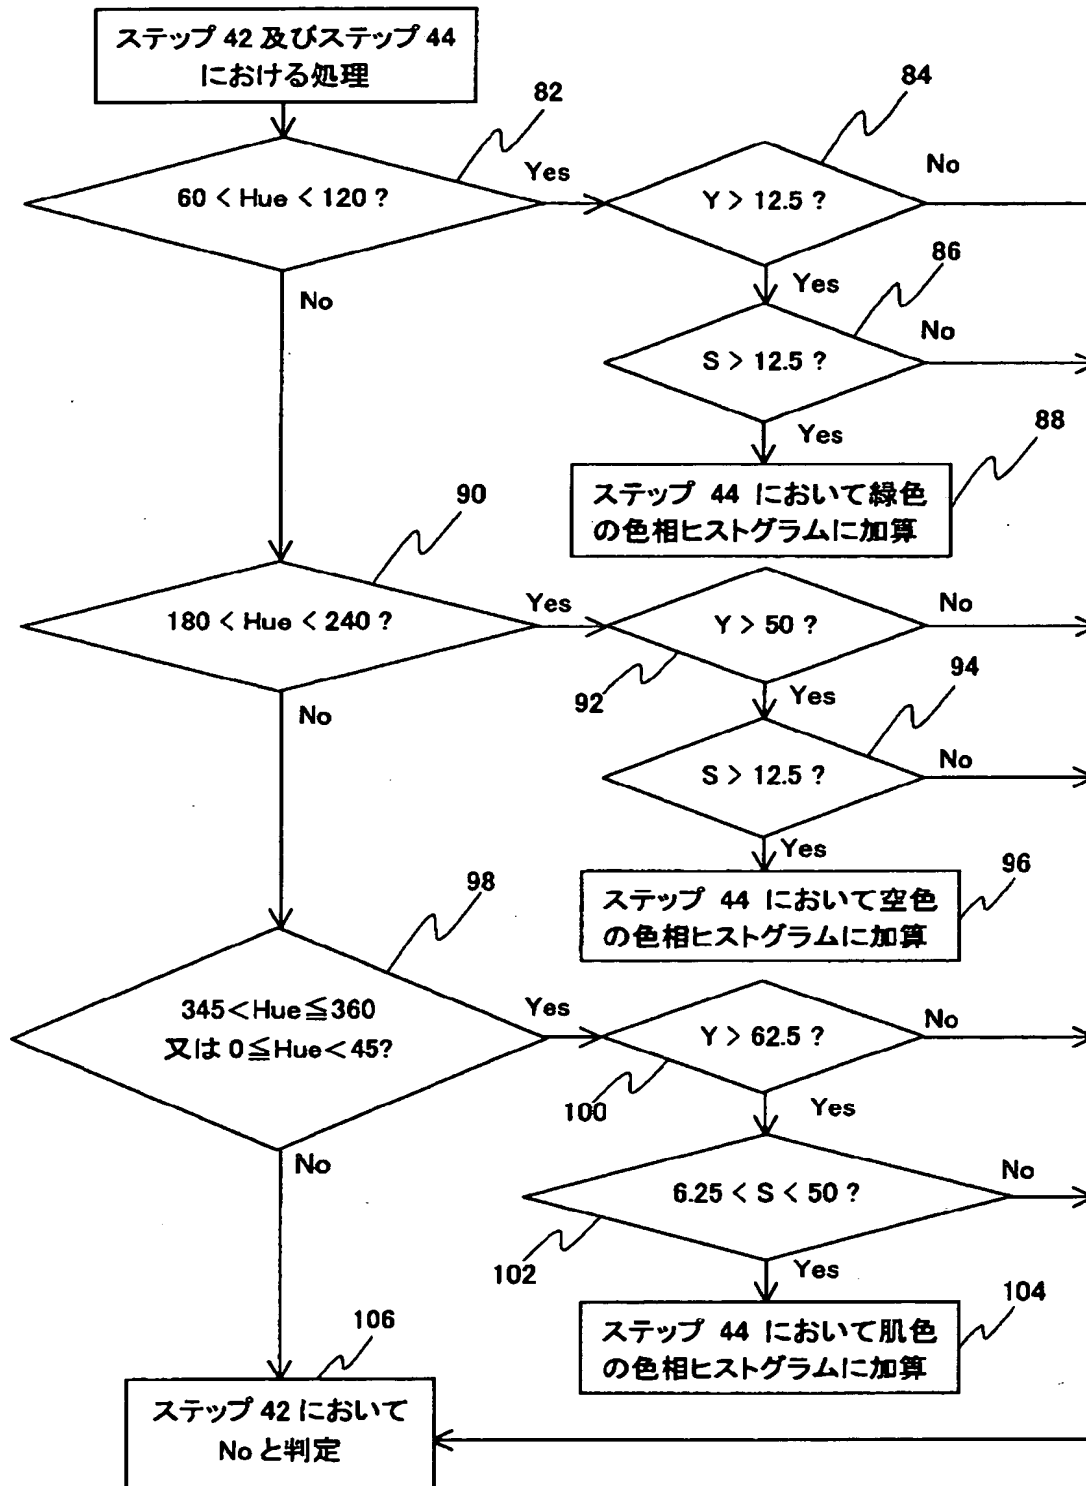 ステップ 42 及びステップ 44
における処理
82
84
60 < Hue < 120 ?
Yes
Y > 12.5 ?
No
No
Yes
86
S > 12.5 ?
No
Yes
88
ステップ 44 において緑色
の色相ヒストグラムに加算
90
180 < Hue < 240 ?
Yes
Y > 50 ?
No
92
No
Yes
94
S > 12.5 ?
No
Yes
96
ステップ 44 において空色
の色相ヒストグラムに加算
98
345<Hue≦360
又は 0≦Hue<45?
Yes
Y > 62.5 ?
No
100
Yes
No
6.25 < S < 50 ?
No
102
Yes
104
ステップ 44 において肌色
の色相ヒストグラムに加算
106
ステップ 42 において
No と判定